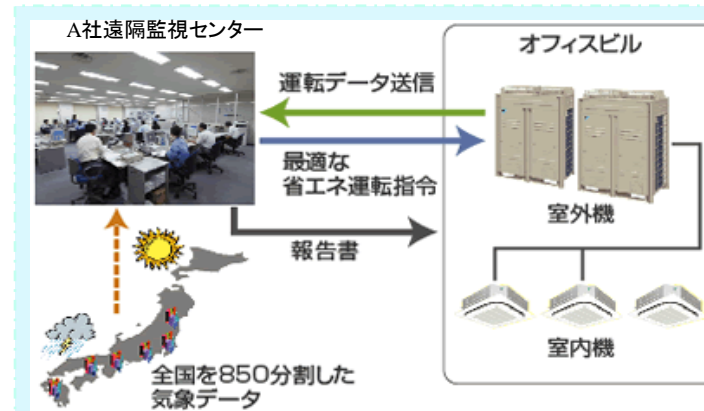 A社遠隔監視センター
オフィスビル
運転データ送信
最適な
省エネ運転指令
室外機
報告書
室内機
全国を850分割した
気象データ